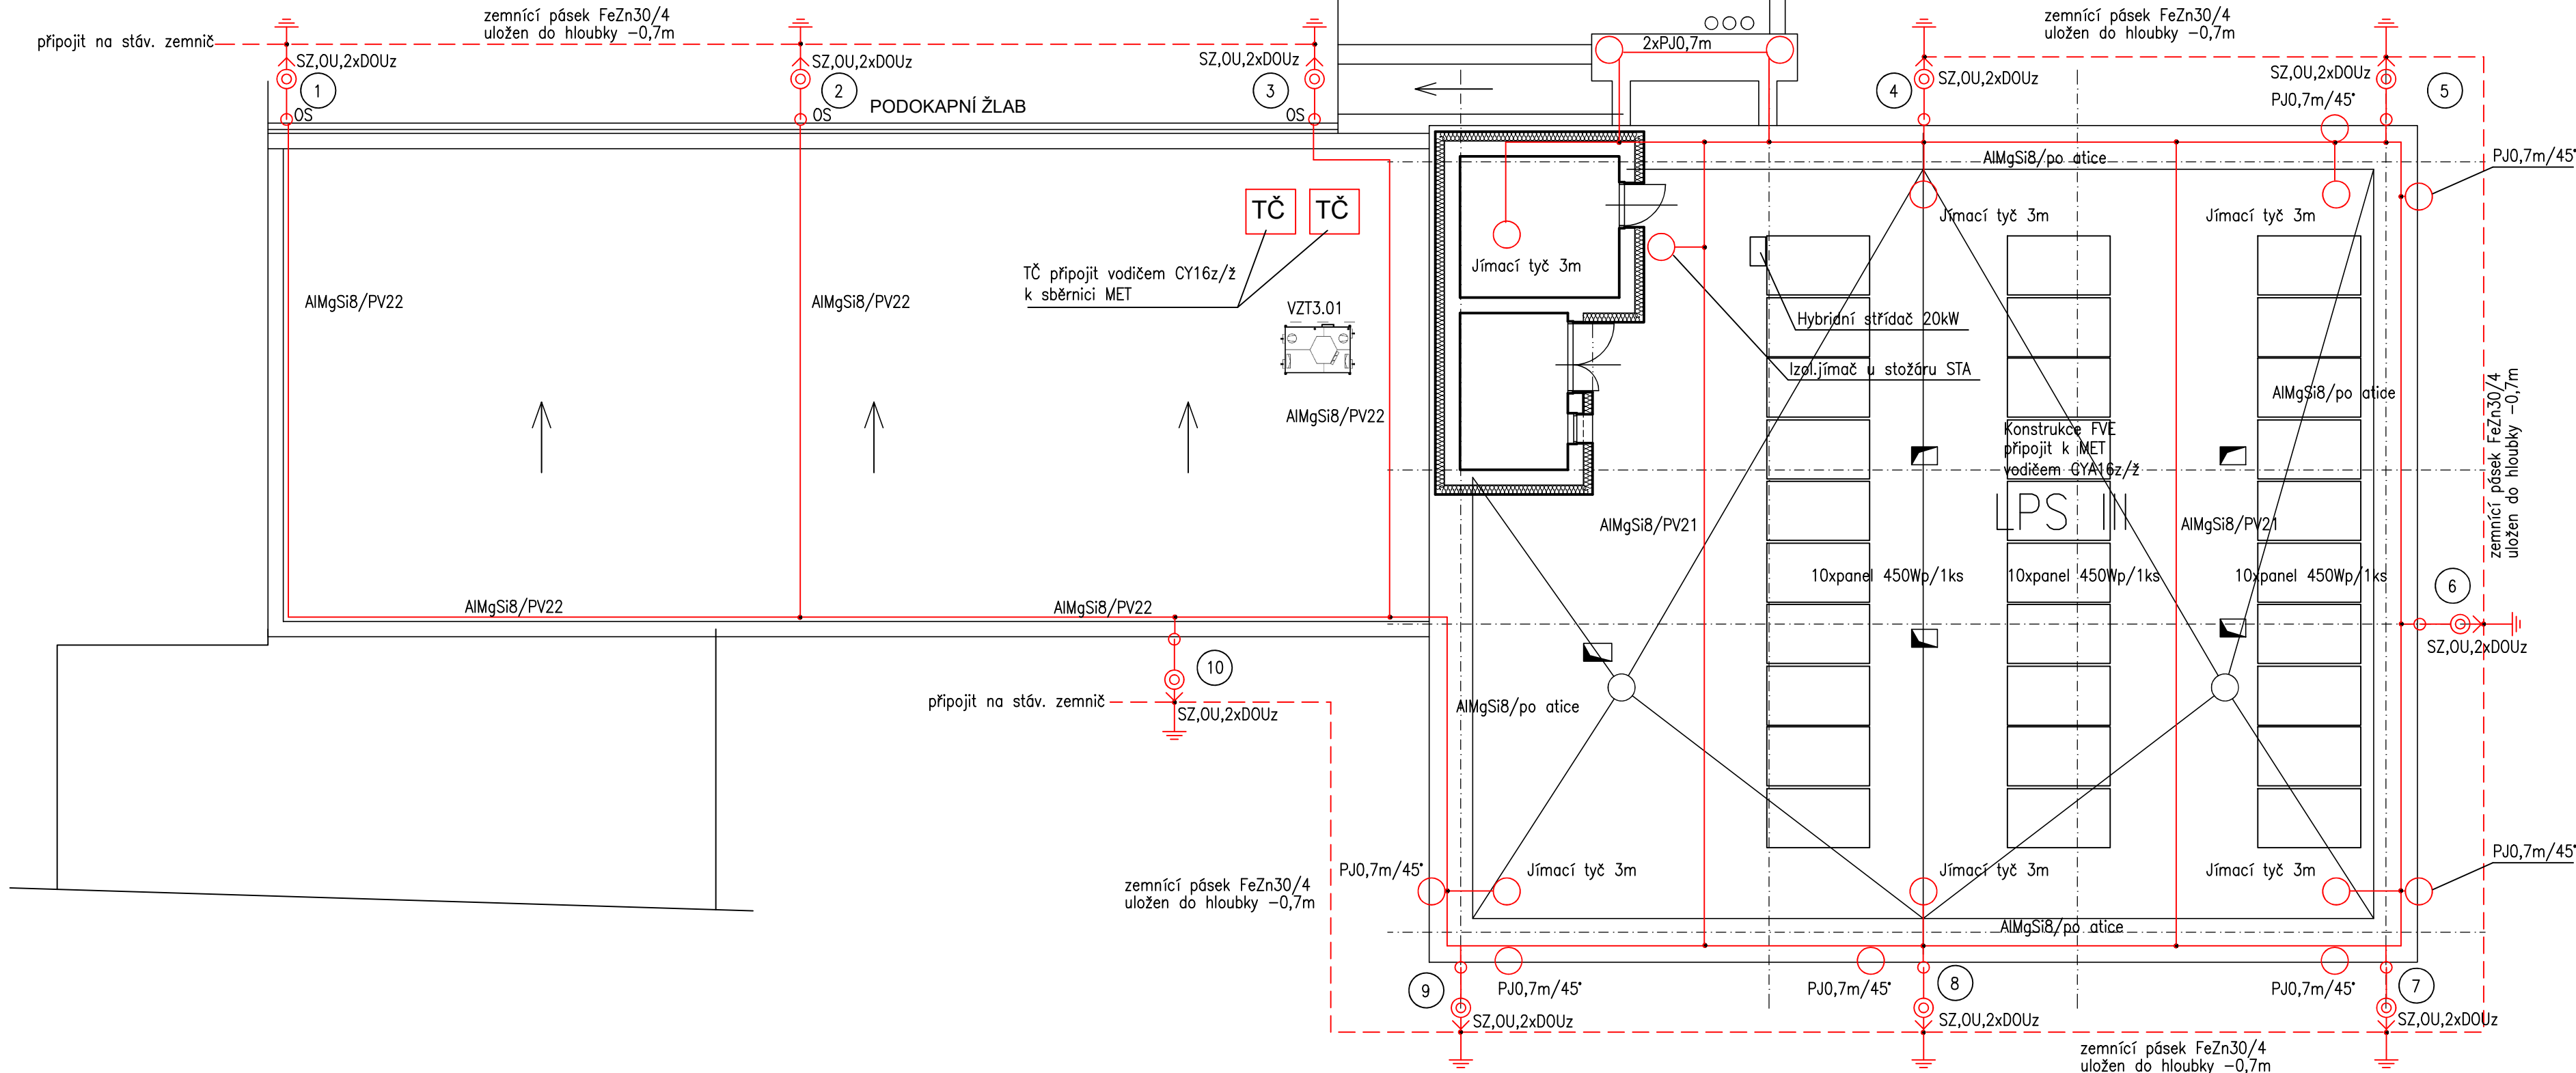 zemnící pásek FeZn30/4
uložen do hloubky -0,7m
připojit na stáv. zemnič
SZ,OU,2xDOUz
1
OS
SZ,OU,2xDOUz
2
OS
PODOKAPNÍ ŽLAB
SZ,OU,2xDOUz
3
OS
2xPJ0,7m
4
SZ,OU,2xDOUz
zemnící pásek FeZn30/4
uložen do hloubky -0,7m
SZ,OU,2xDOUz
5
PJ0,7m/45°
AlMgSi8/po atice
PJ0,7m/45°
TČ
TČ
TČ připojit vodičem CY16z/ž
k sběrnici MET
Jímací tyč 3m
Jímací tyč 3m
Jímací tyč 3m
AlMgSi8/PV22
AlMgSi8/PV22
VZT3.01
Hybridní střídač 20kW
Izol.jímač u stožáru STA
AlMgSi8/PV22
AlMgSi8/po atice
Konstrukce FVE
připojit k MET
vodičem CYA16z/ž
LPS III
AlMgSi8/PV21
AlMgSi8/PV21
zemnící pásek FeZn30/4
uložen do hloubky -0,7m
10xpanel 450Wp/1ks
10xpanel 450Wp/1ks
10xpanel 450Wp/1ks
6
SZ,OU,2xDOUz
AlMgSi8/PV22
AlMgSi8/PV22
10
připojit na stáv. zemnič
SZ,OU,2xDOUz
AlMgSi8/po atice
zemnící pásek FeZn30/4
uložen do hloubky -0,7m
PJ0,7m/45°
Jímací tyč 3m
Jímací tyč 3m
Jímací tyč 3m
PJ0,7m/45°
AlMgSi8/po atice
9
PJ0,7m/45°
SZ,OU,2xDOUz
PJ0,7m/45°
8
SZ,OU,2xDOUz
PJ0,7m/45°
7
SZ,OU,2xDOUz
zemnící pásek FeZn30/4
uložen do hloubky -0,7m